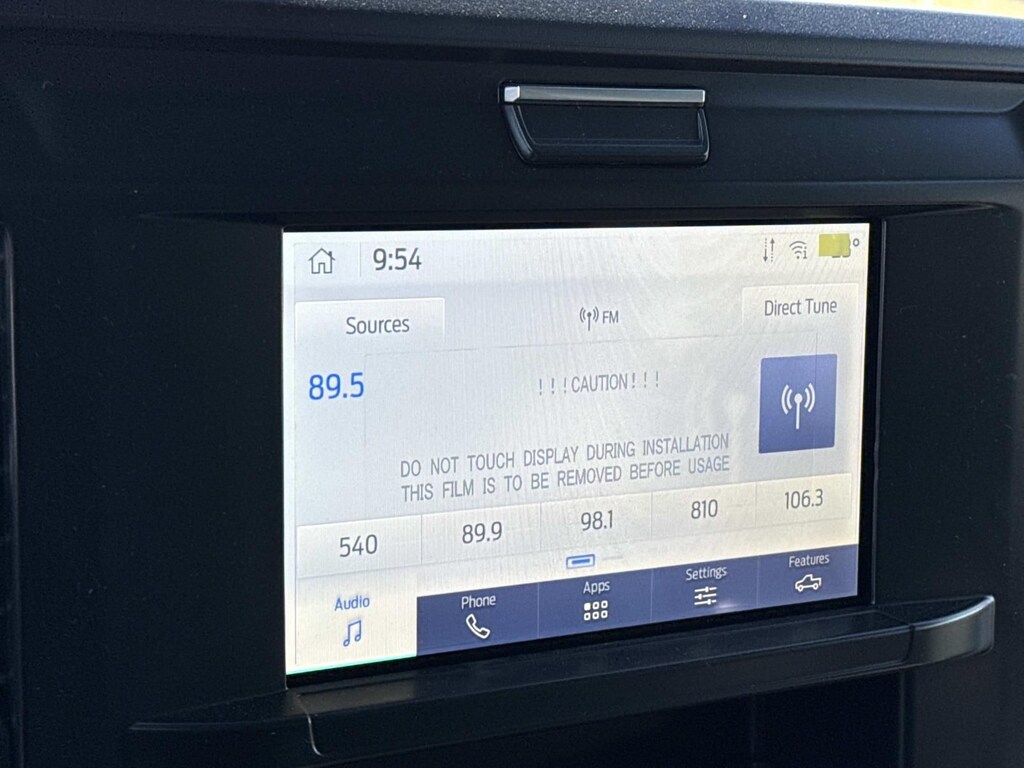 9:54
Sources
FM
Direct Tune
89.5
!!!CAUTION!!!
DO NOT TOUCH DISPLAY DURING INSTALLATION
THIS FILM IS TO BE REMOVED BEFORE USAGE
540 89.9 98.1 810 106.3
Audio Phone Apps Settings Features